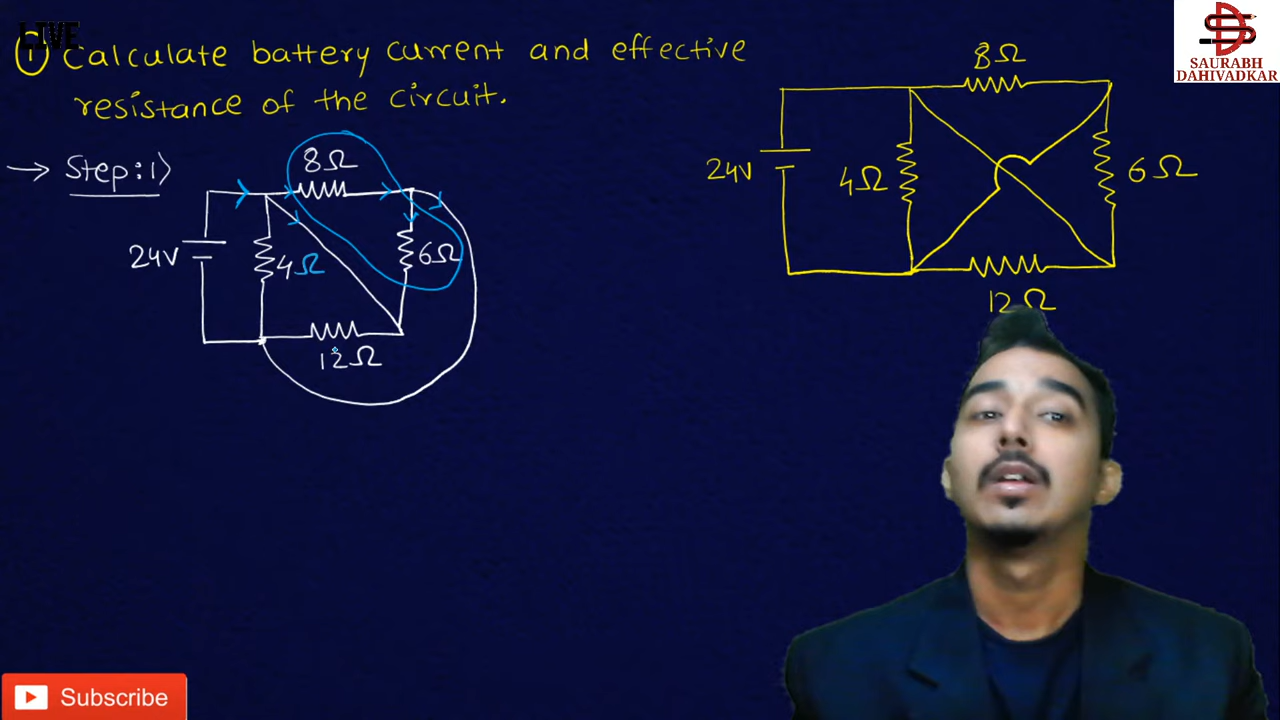 LIVE
① Calculate battery current and effective
resistance of the circuit.
→ Step:1)
8Ω
24V
4Ω
6Ω
12Ω
8Ω
24V
4Ω
6Ω
12Ω
SAURABH
DAHIVADKAR
Subscribe